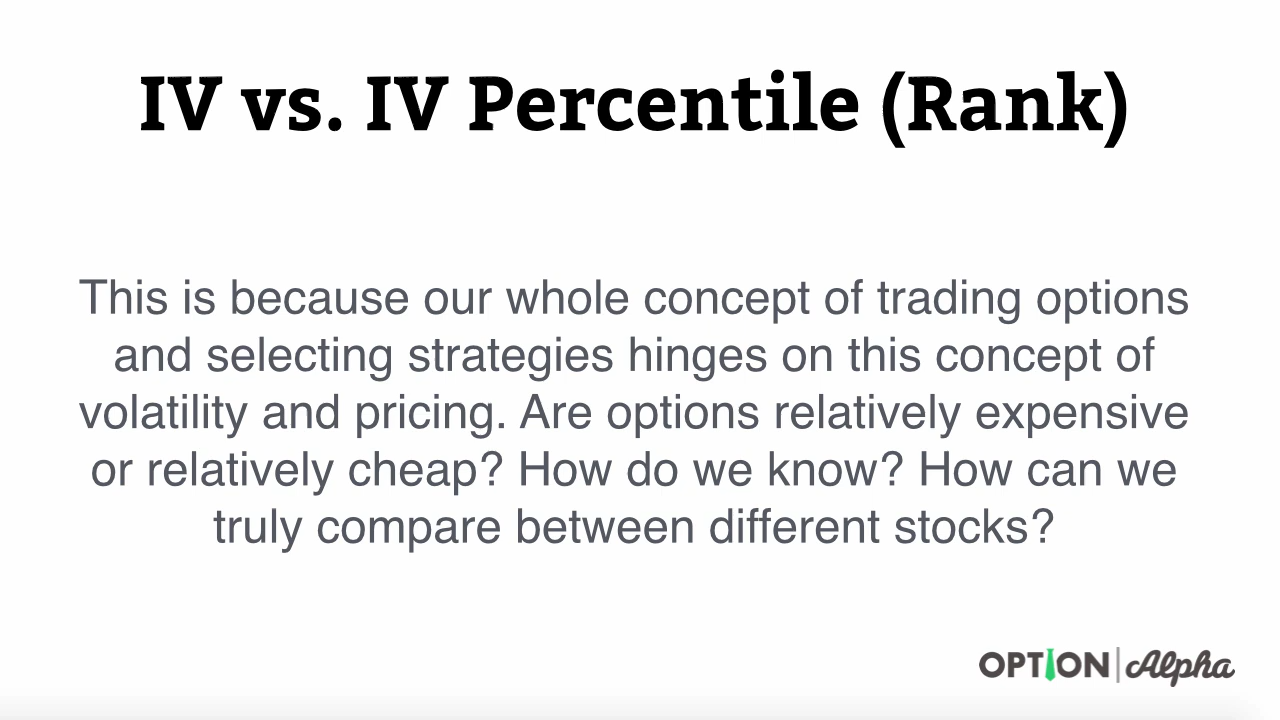 IV vs. IV Percentile (Rank)
This is because our whole concept of trading options
and selecting strategies hinges on this concept of
volatility and pricing. Are options relatively expensive
or relatively cheap? How do we know? How can we
truly compare between different stocks?
OPTION | Alpha